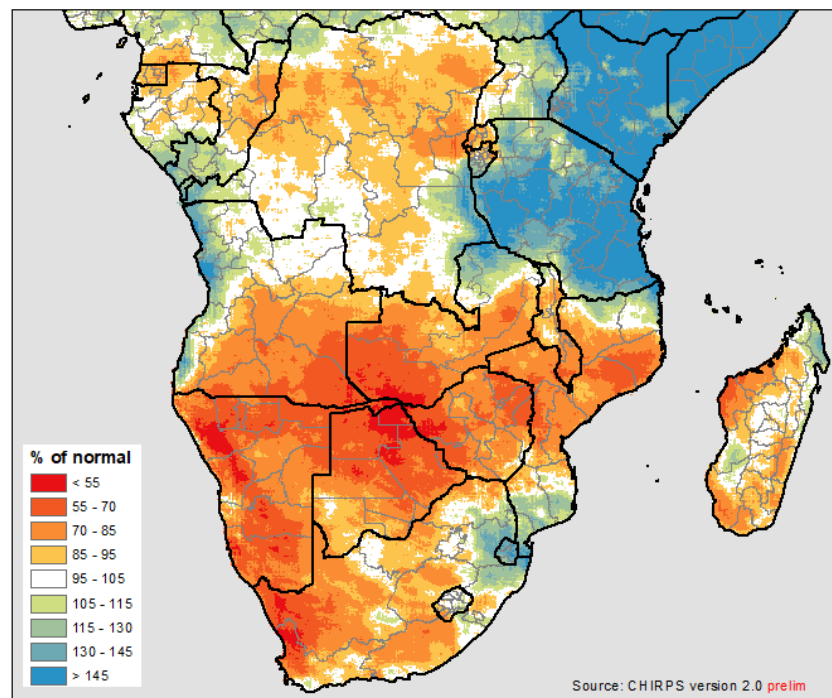 % of normal
< 55
55 - 70
70 - 85
85 - 95
95 - 105
105 - 115
115 - 130
130 - 145
> 145
Source: CHIRPS version 2.0 prelim